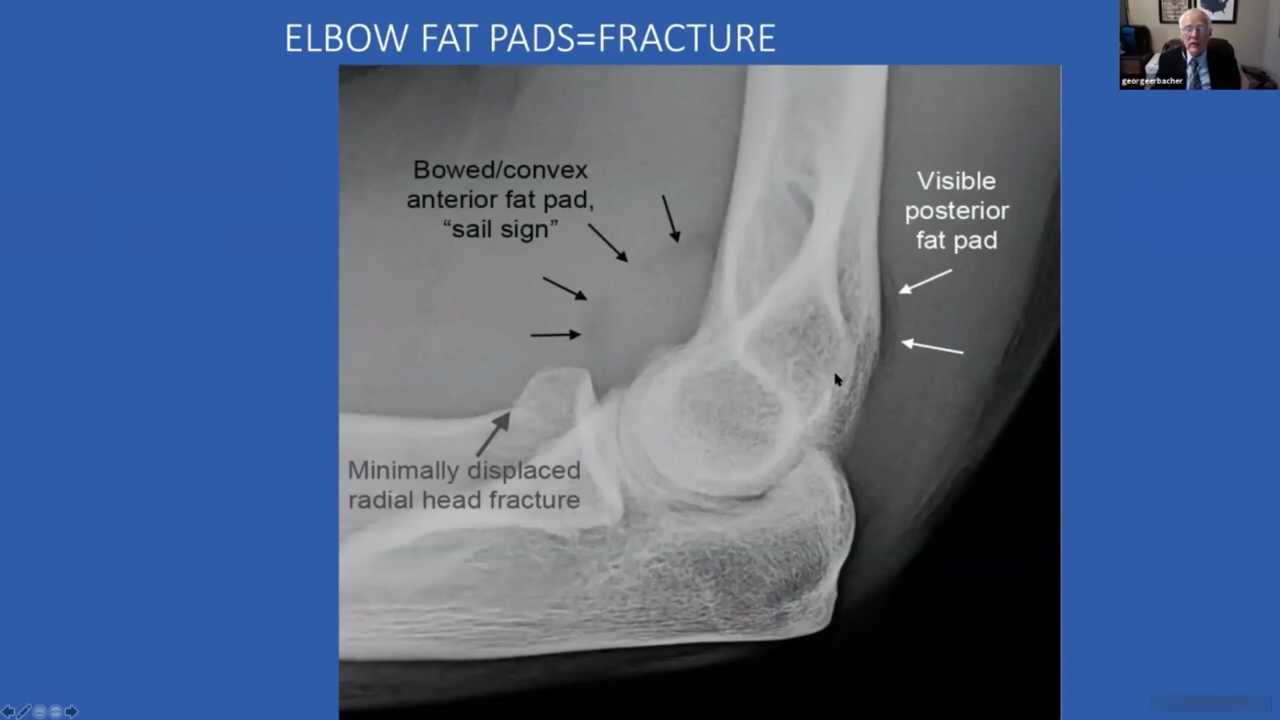 ELBOW FAT PADS=FRACTURE
georgeerbacher
Bowed/convex
anterior fat pad,
“sail sign”
Visible
posterior
fat pad
Minimally displaced
radial head fracture